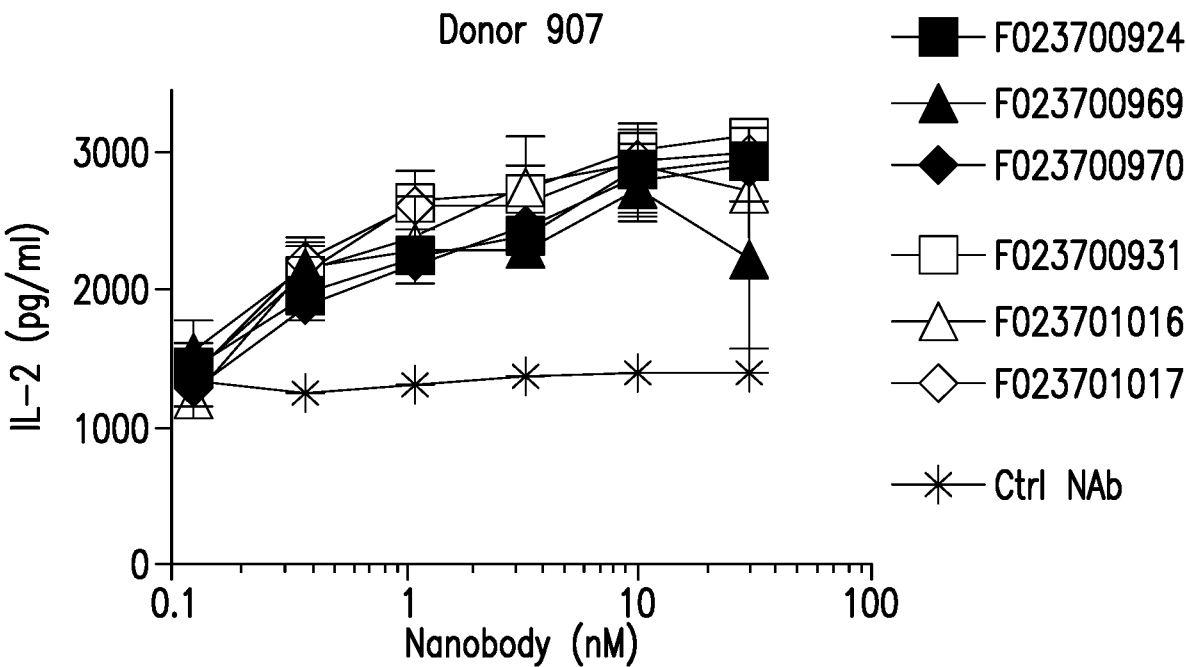 Donor 907
IL-2 (pg/ml)
3000
2000
1000
0
0.1
1
10
100
Nanobody (nM)
F023700924
F023700969
F023700970
F023700931
F023701016
F023701017
Ctrl NAb